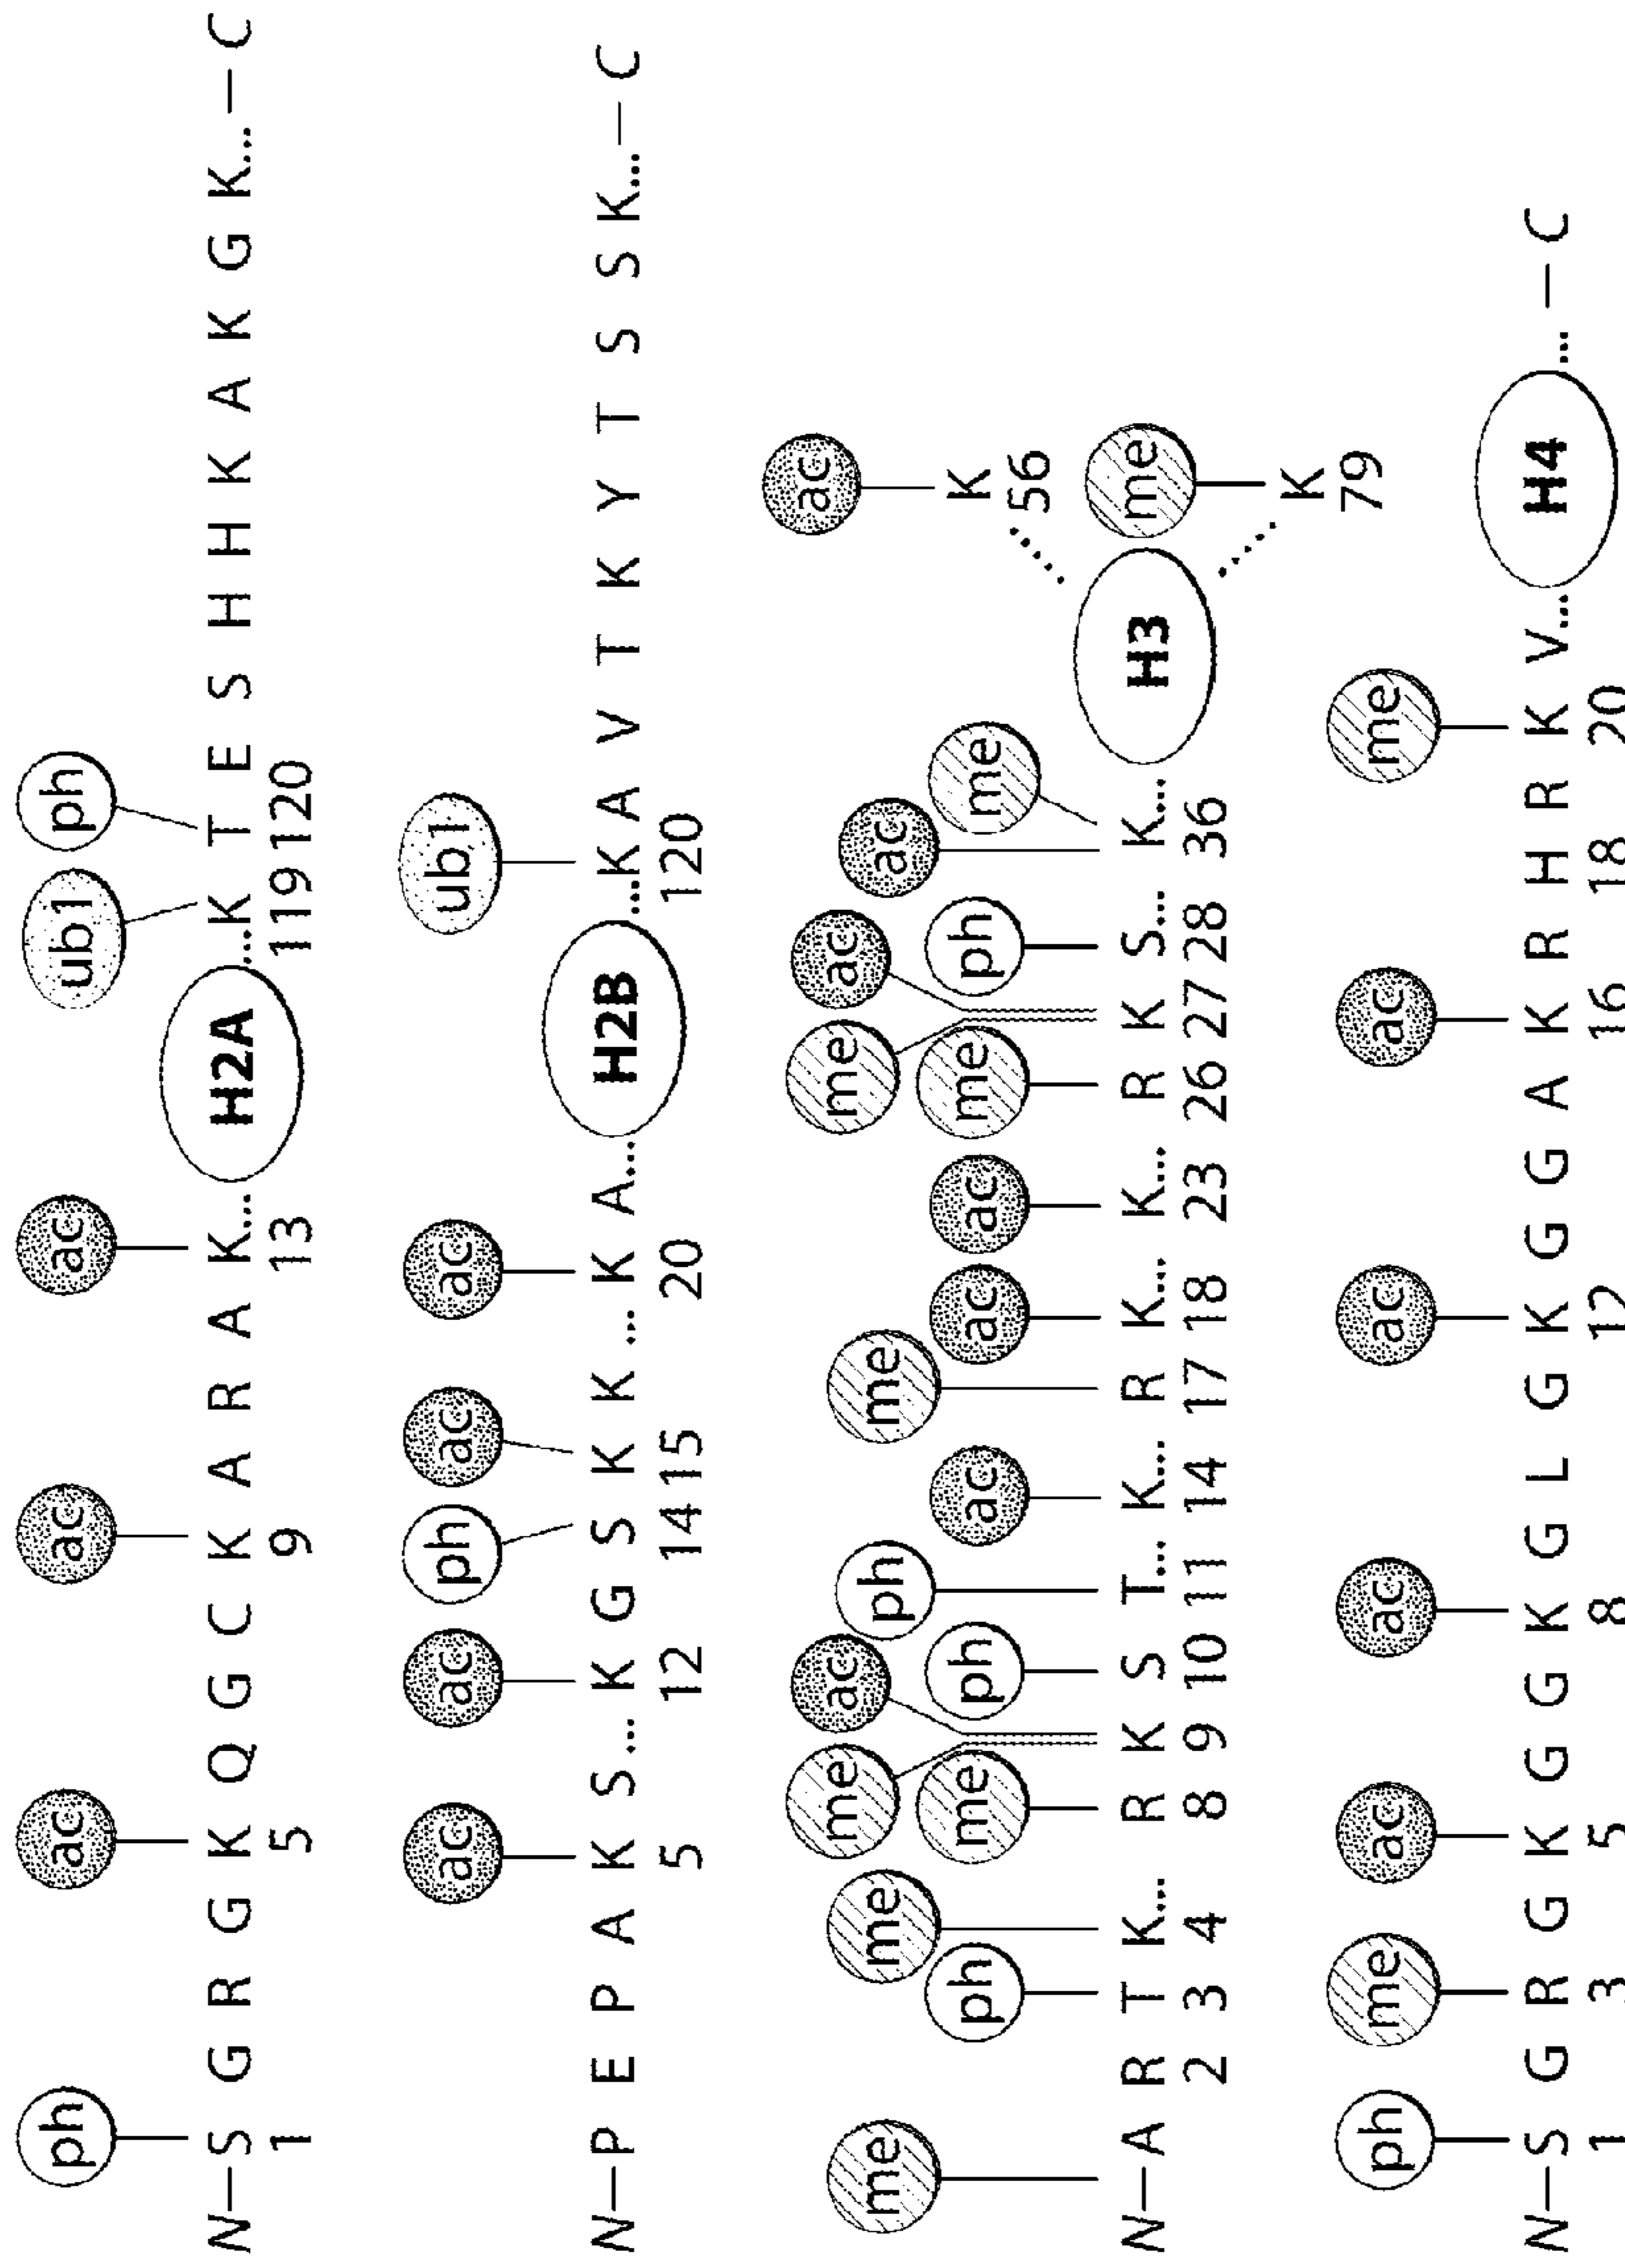 ph ac ac ac ub1 ph
N—S G R G K Q G C K A R A K... H2A ...K T E S H H K A K G K... — C
1 5 9 13 119 120
ac ac ph ac ac ub1
N—P E P A K S... K G S K K ... K A... H2B ...K A V T K Y T S K... — C
5 12 14 15 20 120
me ac me ac ac
me me ph me ac
ph me ph ac ac ac me ph me
N—A R T K... R K S T... K... R K... K... R K S... K... H3 K K
2 3 4 8 9 10 11 14 17 18 23 26 27 28 36 56 79
me
ph me ac ac ac ac me
N—S G R G K G G K G L G K G G A K R H R K V... H4 ... — C
1 3 5 8 12 16 18 20